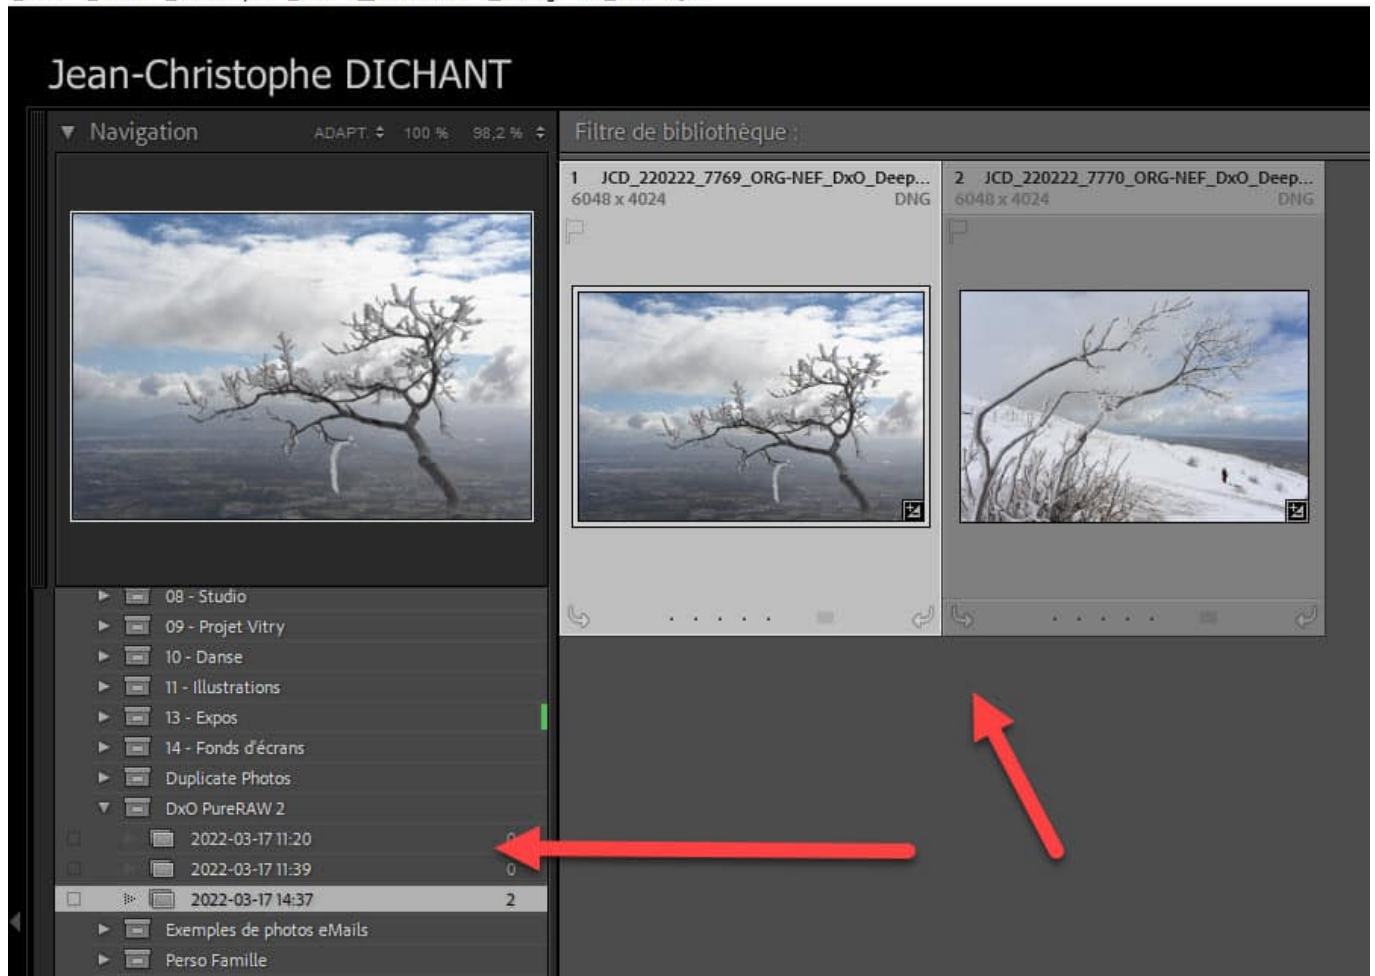 Jean-Christophe DICHANT
Navigation ADAPT. 100 % 98,2 %
Filtre de bibliothèque :
1 JCD_220222_7769_ORG-NEF_DxO_Deep...
6048 x 4024 DNG
2 JCD_220222_7770_ORG-NEF_DxO_Deep...
6048 x 4024 DNG
08 - Studio
09 - Projet Vitry
10 - Danse
11 - Illustrations
13 - Expos
14 - Fonds d'écrans
Duplicate Photos
DxO PureRAW 2
2022-03-17 11:20 0
2022-03-17 11:39 0
2022-03-17 14:37 2
Exemples de photos eMails
Perso Famille